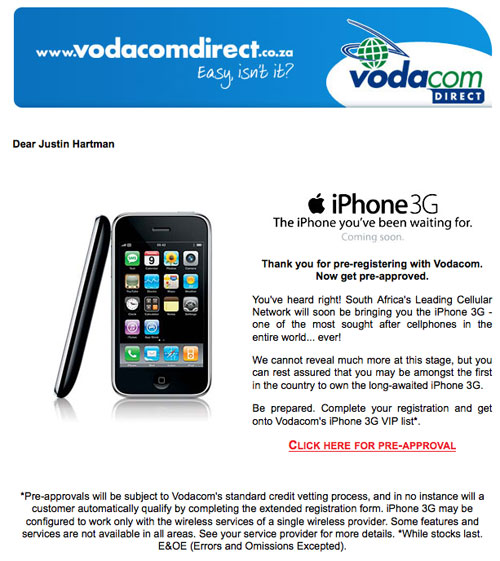 www.vodacomdirect.co.za
Easy, isn't it?
vodacom
DIRECT
Dear Justin Hartman
iPhone 3G
The iPhone you've been waiting for.
Coming soon.
Thank you for pre-registering with Vodacom.
Now get pre-approved.
You've heard right! South Africa's Leading Cellular
Network will soon be bringing you the iPhone 3G -
one of the most sought after cellphones in the
entire world... ever!
We cannot reveal much more at this stage, but you
can rest assured that you may be amongst the first
in the country to own the long-awaited iPhone 3G.
Be prepared. Complete your registration and get
onto Vodacom's iPhone 3G VIP list*.
CLICK HERE FOR PRE-APPROVAL
*Pre-approvals will be subject to Vodacom's standard credit vetting process, and in no instance will a
customer automatically qualify by completing the extended registration form. iPhone 3G may be
configured to work only with the wireless services of a single wireless provider. Some features and
services are not available in all areas. See your service provider for more details. *While stocks last.
E&OE (Errors and Omissions Excepted).